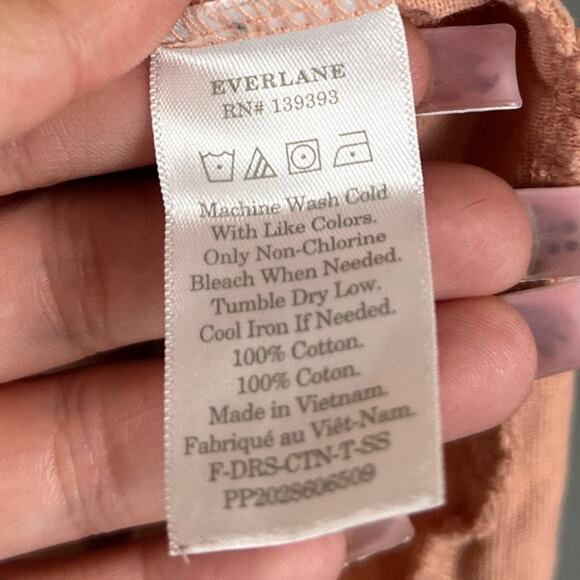 EVERLANE
RN# 139393
Machine Wash Cold
With Like Colors.
Only Non-Chlorine
Bleach When Needed.
Tumble Dry Low.
Cool Iron If Needed.
100% Cotton.
100% Coton.
Made in Vietnam.
Fabriqué au Viêt-Nam.
F-DRS-CTN-T-SS
PP2028606509